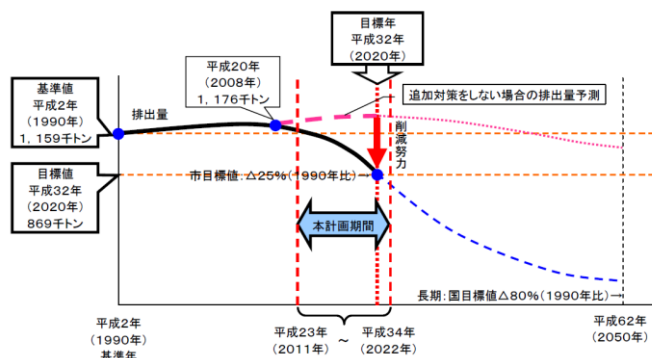 目標年
平成32年
(2020年)
平成20年
(2008年)
1,176千トン
基準値
平成2年
(1990年)
1,159千トン
排出量
追加対策をしない場合の排出量予測
削減努力
目標値
平成32年
(2020年)
869千トン
市目標値:△25%(1990年比)→
本計画期間
長期:国目標値△80%(1990年比)→
平成2年
(1990年)
基準年
平成23年
(2011年)
~
平成34年
(2022年)
平成62年
(2050年)